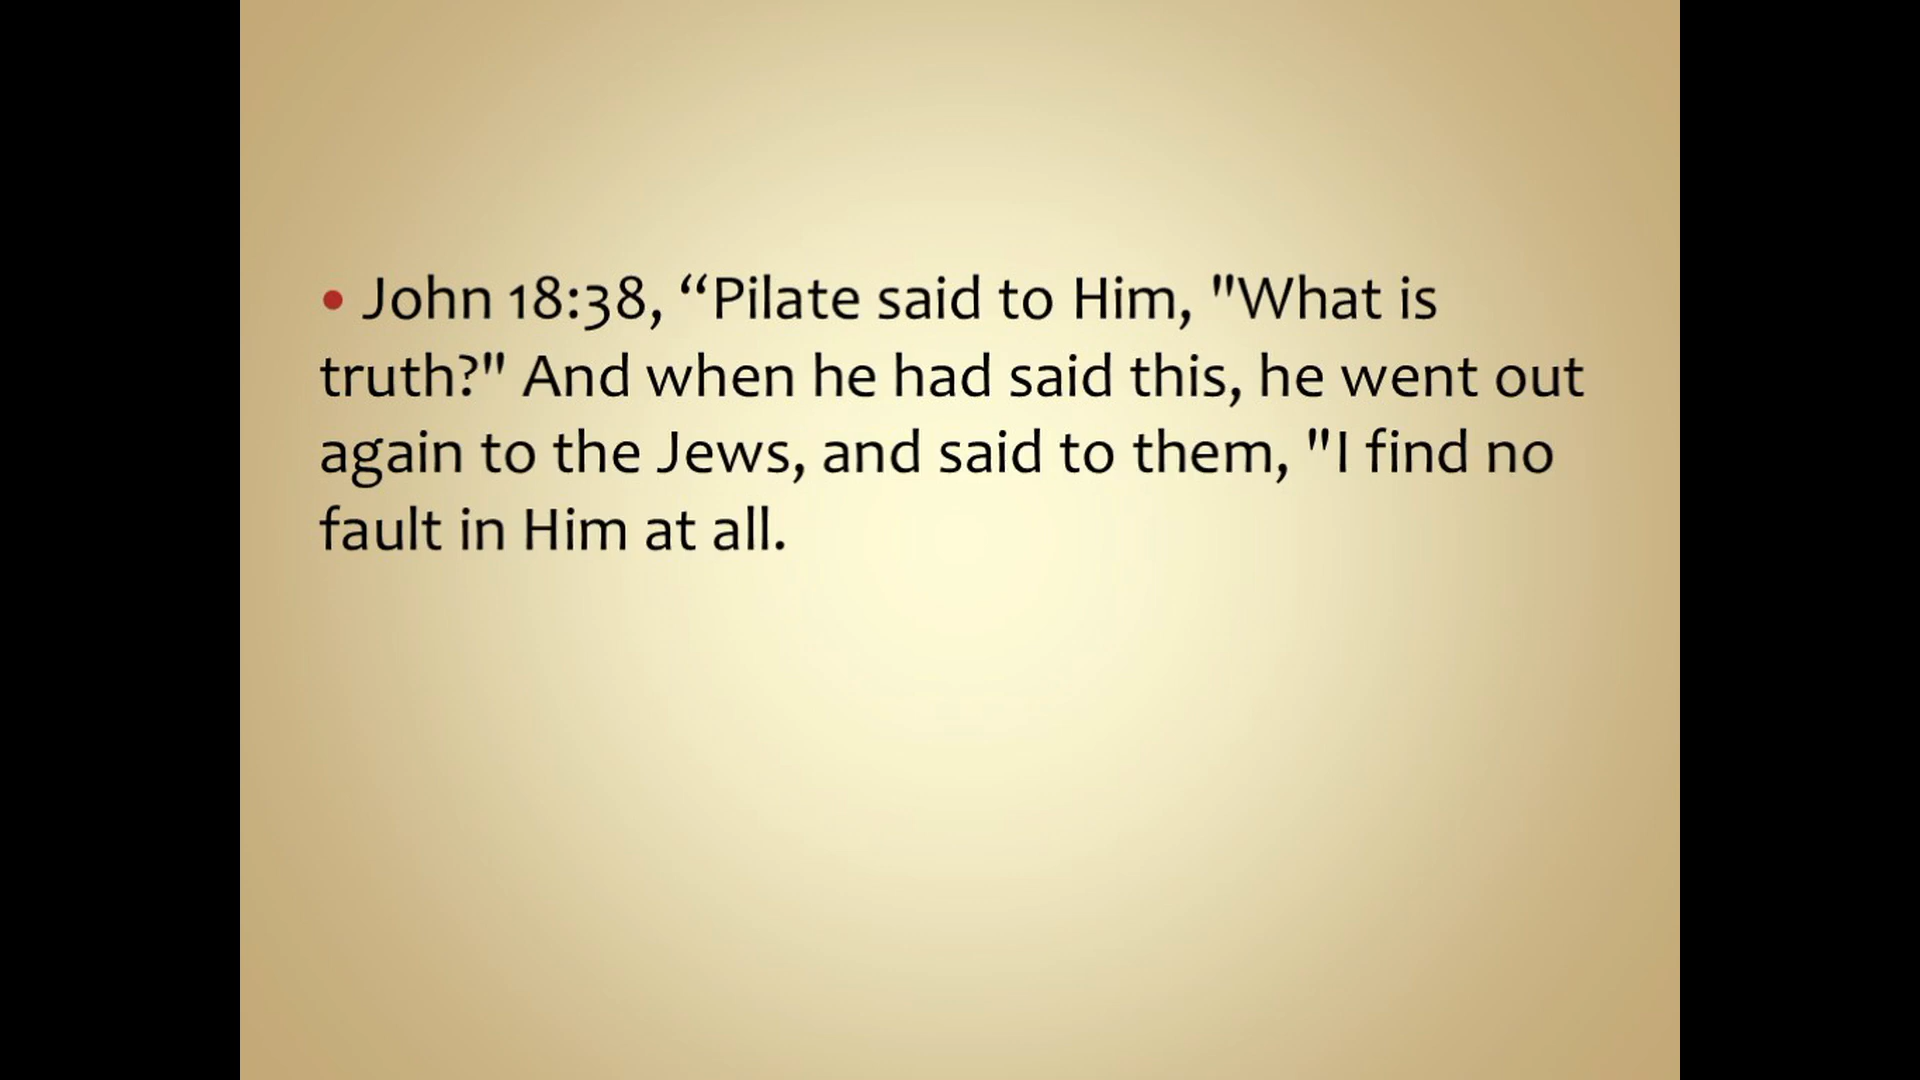 • John 18:38, “Pilate said to Him, "What is
truth?" And when he had said this, he went out
again to the Jews, and said to them, "I find no
fault in Him at all.